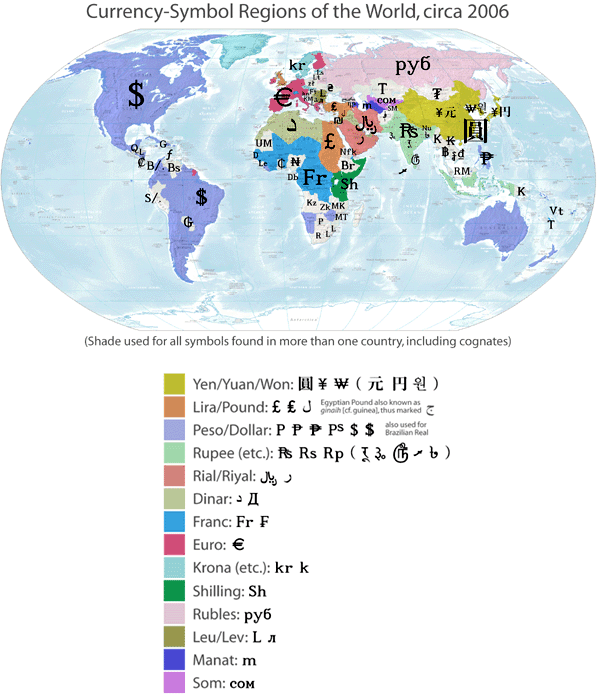 Currency-Symbol Regions of the World, circa 2006
kr
руб
$
€
₮
T
сом
SM
m
¥ 元
₩ 원
¥ 円
圓
د
£
ریال
₨
Nu
UM
Nfk
K
₭
฿
₫
₱
Q
L
G
ƒ
₡
B/.
Bs
D
Le
₵
₦
Db
Fr
Br
Sh
RM
S/.
$
₲
Kz
Zk
MK
MT
P
R
L
L
K
Vt
T
(Shade used for all symbols found in more than one country, including cognates)
Yen/Yuan/Won: 圓 ¥ ₩ ( 元 円 원 )
Lira/Pound: £ ₤ ل Egyptian Pound also known as
ginaih [cf. guinea], thus marked ج
Peso/Dollar: P ₱ ₱ Ps $ $ also used for
Brazilian Real
Rupee (etc.): ₨ Rs Rp
Rial/Riyal: ریال ر
Dinar: د Д
Franc: Fr ₣
Euro: €
Krona (etc.): kr k
Shilling: Sh
Rubles: руб
Leu/Lev: L л
Manat: m
Som: сом